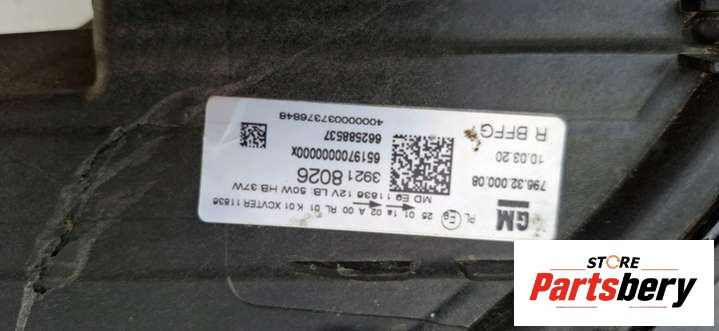 GM
PL E9 25 01 1a 02 A 00 RL 01 K 01 XCVTER 11836
MD E9 11836 12V LB: 50W HB 37W
796.32.000.08
3921 8026
10.03.20
65197000000000x
662588537
R BFFG
4000000037376848
STORE
Partsbery